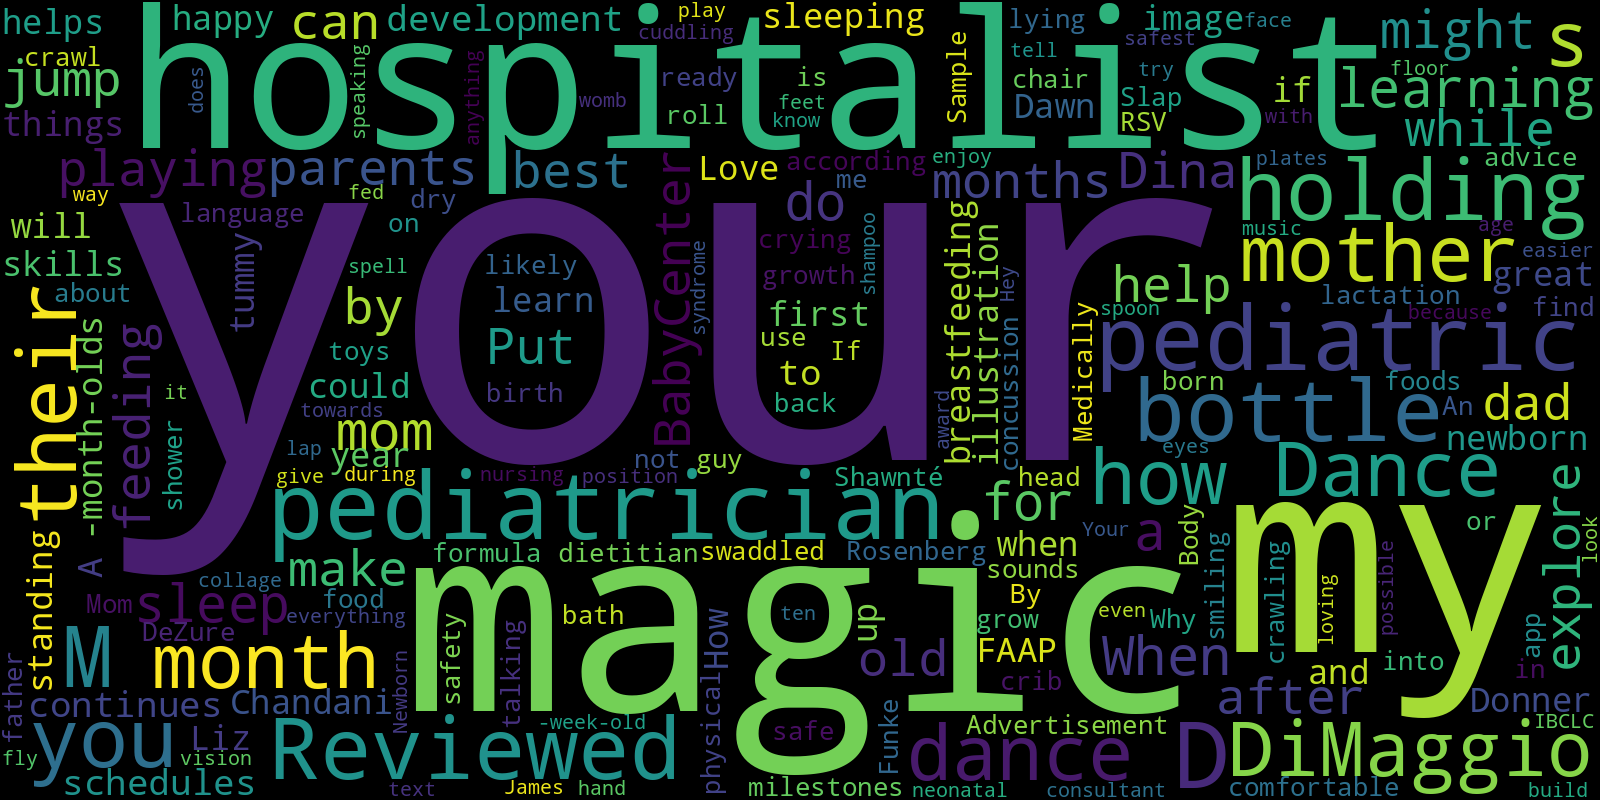 helps happy can development play cuddling sleeping lying image face might s
crawl jump does speaking hospitalist tell safest floor
things anything womb ready is roll feet know Sample chair Dawn try Slap RSV if with learning while
playing parents best Love according me enjoy months Dina plates advice
way language fed dry on do crying growth shampoo holding music age
will skills tummy spell likely learn BabyCenter syndrome first mother easier great
about your Hey help lactation because find
their -month-olds feeding by Put use If to back breastfeeding illustration concussion spoon pediatric
toys could birth Medically born foods
it towards mom award bottle An dad
shower lap year not guy eyes newborn
A give during nursing position Shawnté head how Dance explore
standing pediatrician. for Your a Body or look
make formula dietitian swaddled Rosenberg when sounds smiling crawling my possible
collage sleep Mom food everything magic By grow even Why loving
DeZure bath ten up FAAP app
M month safety talking How old crib When and into in
father continues Chandani Newborn physical after Donner
you Liz Reviewed -week-old safe Funke Advertisement IBCLC
fly vision dance D DiMaggio
schedules text James hand milestones neonatal consultant comfortable build